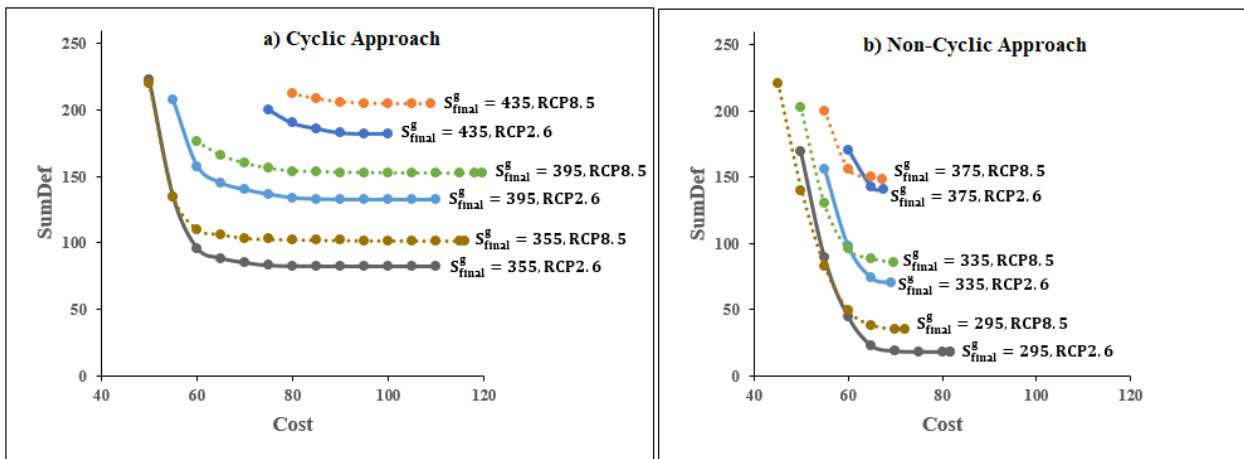 a) Cyclic Approach
SumDef
250
200
150
100
50
0
40 60 80 100 120
Cost
S^g_final = 435, RCP8.5
S^g_final = 435, RCP2.6
S^g_final = 395, RCP8.5
S^g_final = 395, RCP2.6
S^g_final = 355, RCP8.5
S^g_final = 355, RCP2.6
b) Non-Cyclic Approach
SumDef
250
200
150
100
50
0
40 60 80 100 120
Cost
S^g_final = 375, RCP8.5
S^g_final = 375, RCP2.6
S^g_final = 335, RCP8.5
S^g_final = 335, RCP2.6
S^g_final = 295, RCP8.5
S^g_final = 295, RCP2.6